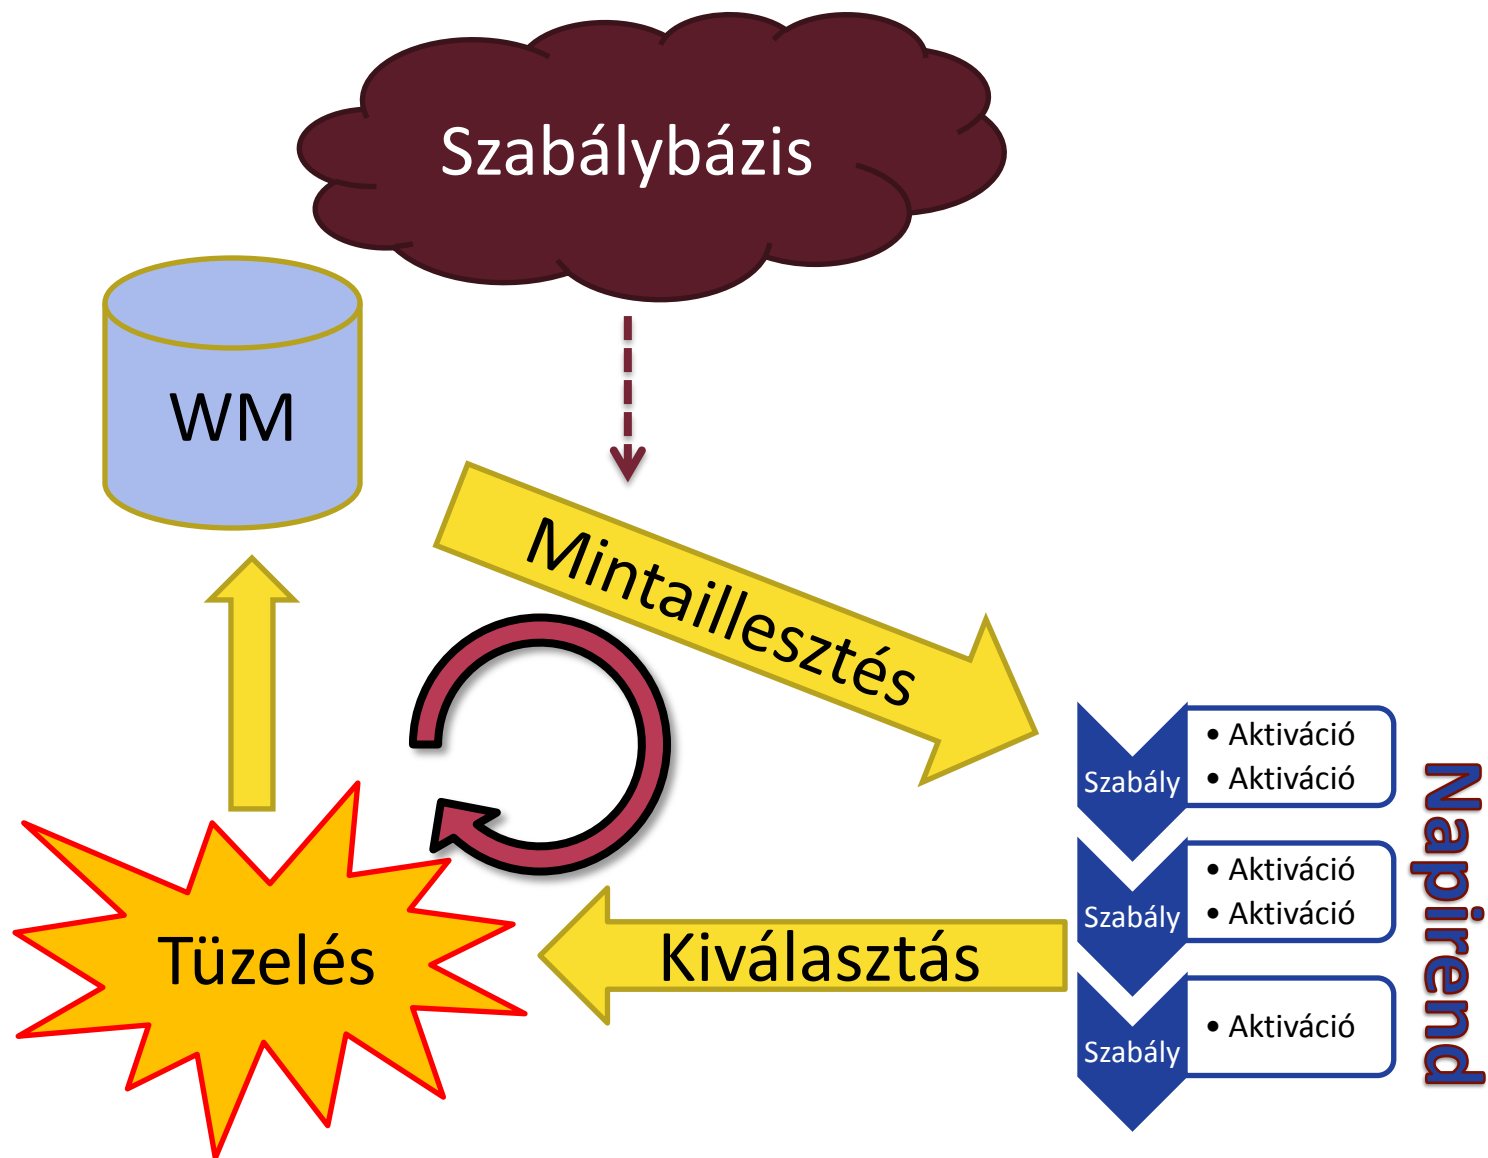 Szabálybázis
WM
Mintaillesztés
Szabály
• Aktiváció
• Aktiváció
Szabály
• Aktiváció
• Aktiváció
Szabály
• Aktiváció
Napirend
Kiválasztás
Tüzelés